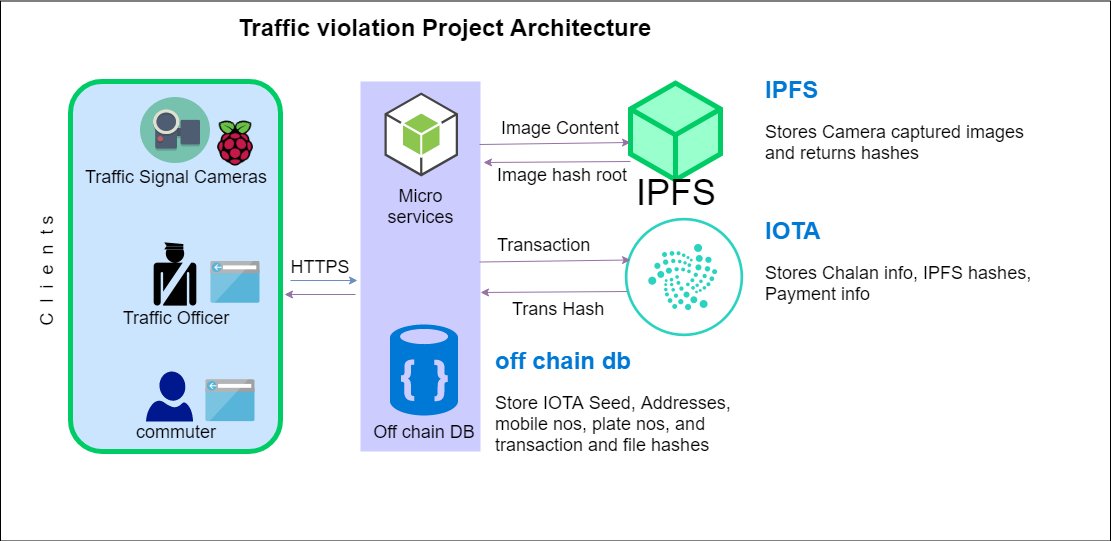 Traffic violation Project Architecture
Clients
Traffic Signal Cameras
Traffic Officer
commuter
HTTPS
Micro
services
Off chain DB
{ }
Image Content
Image hash root
IPFS
Transaction
Trans Hash
IPFS
Stores Camera captured images
and returns hashes
IOTA
Stores Chalan info, IPFS hashes,
Payment info
off chain db
Store IOTA Seed, Addresses,
mobile nos, plate nos, and
transaction and file hashes